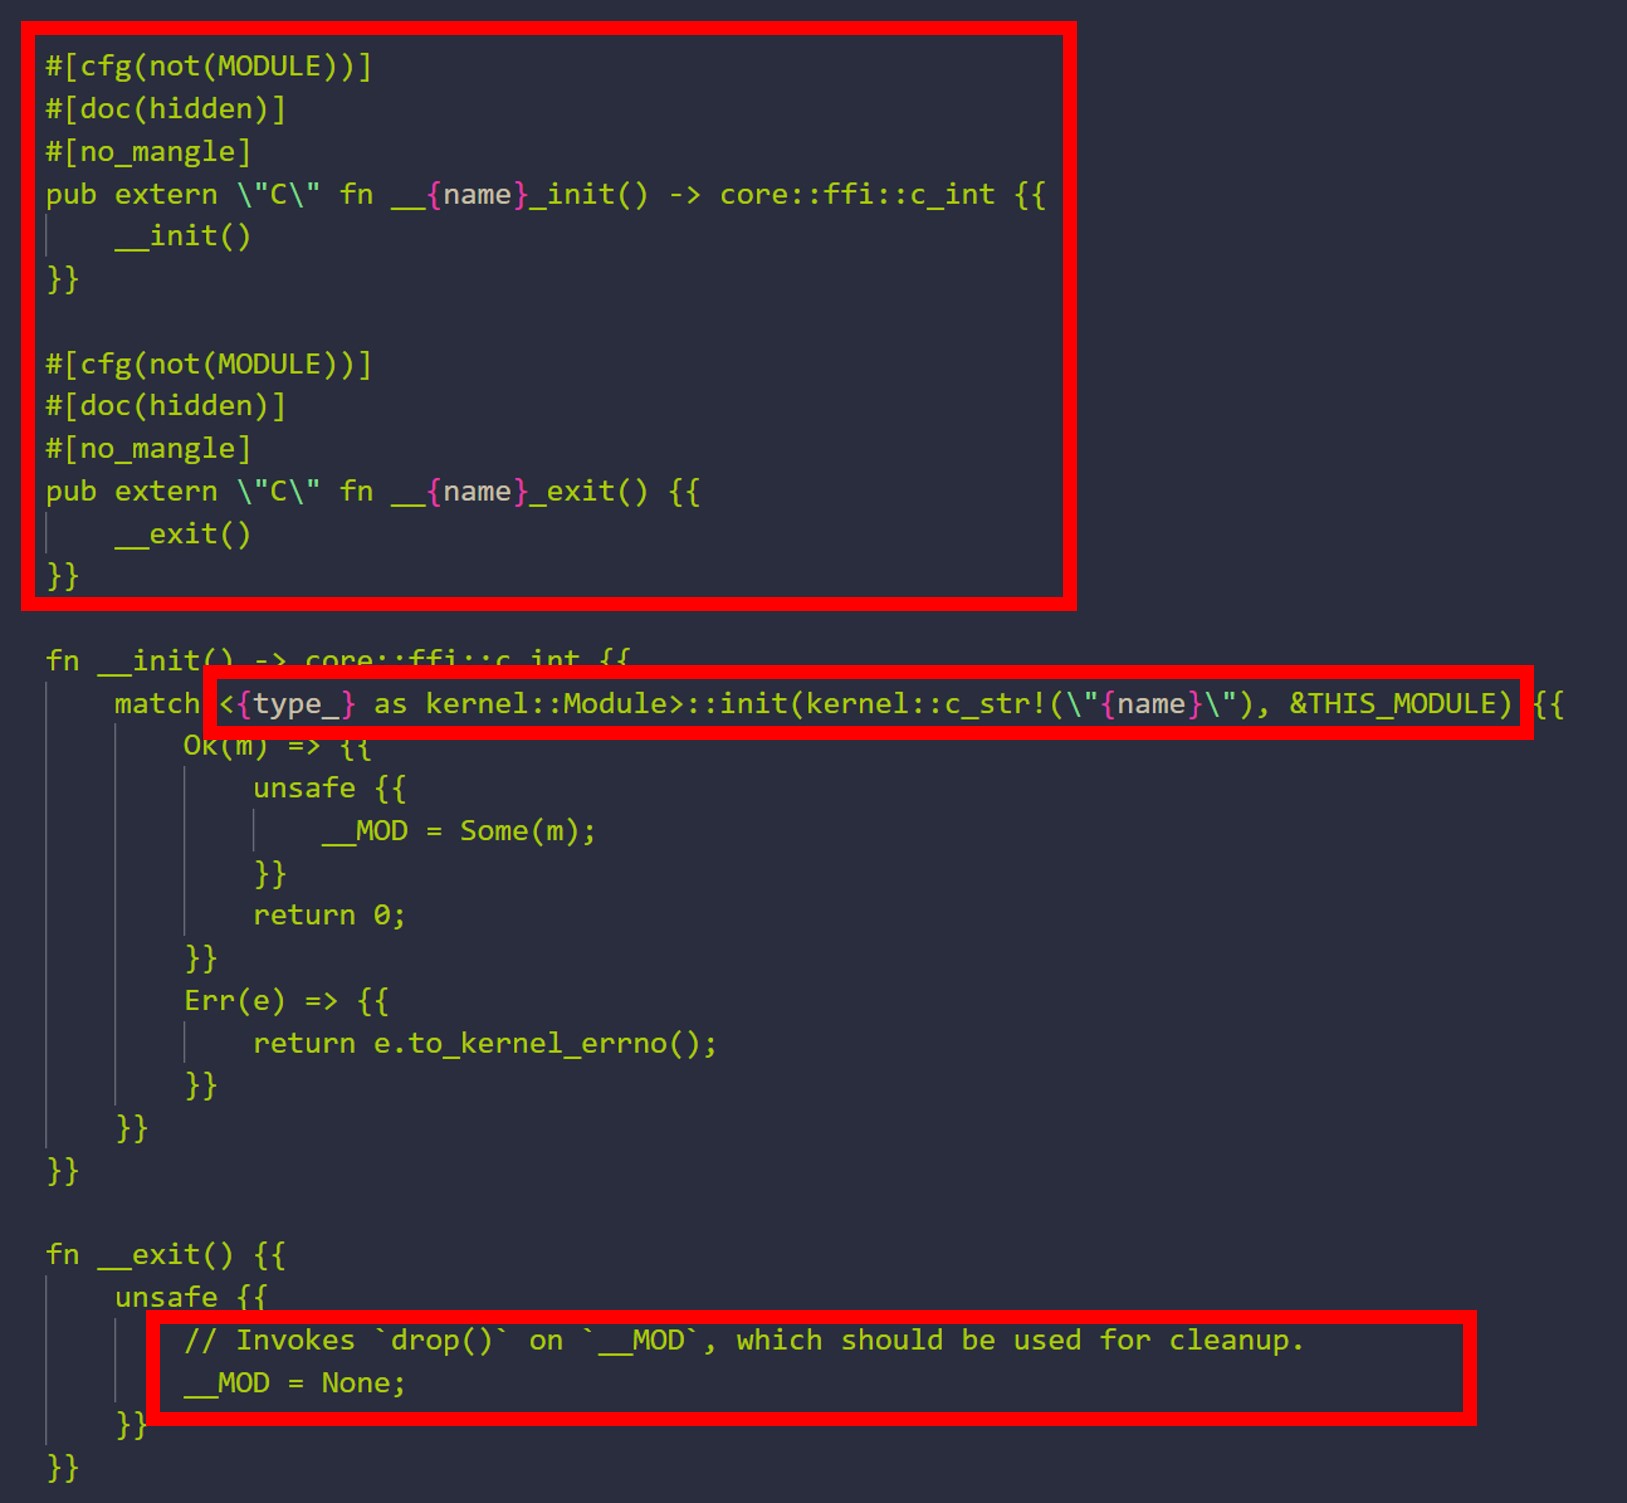 #[cfg(not(MODULE))]
#[doc(hidden)]
#[no_mangle]
pub extern \"C\" fn __{name}_init() -> core::ffi::c_int {{
    __init()
}}

#[cfg(not(MODULE))]
#[doc(hidden)]
#[no_mangle]
pub extern \"C\" fn __{name}_exit() {{
    __exit()
}}

fn __init() -> core::ffi::c_int {{
    match <{type_} as kernel::Module>::init(kernel::c_str!(\"{name}\"), &THIS_MODULE) {{
        Ok(m) => {{
            unsafe {{
                __MOD = Some(m);
            }}
            return 0;
        }}
        Err(e) => {{
            return e.to_kernel_errno();
        }}
    }}
}}

fn __exit() {{
    unsafe {{
        // Invokes `drop()` on `__MOD`, which should be used for cleanup.
        __MOD = None;
    }}
}}